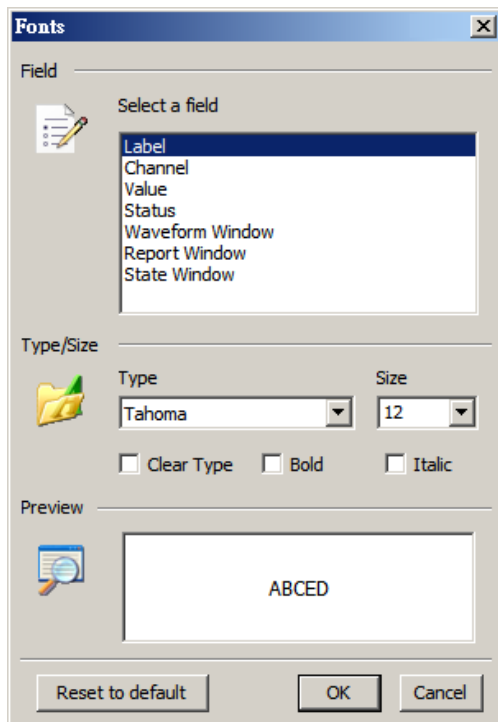 Fonts
Field
Select a field
Label
Channel
Value
Status
Waveform Window
Report Window
State Window
Type/Size
Type Size
Tahoma 12
Clear Type Bold Italic
Preview
ABCED
Reset to default OK Cancel